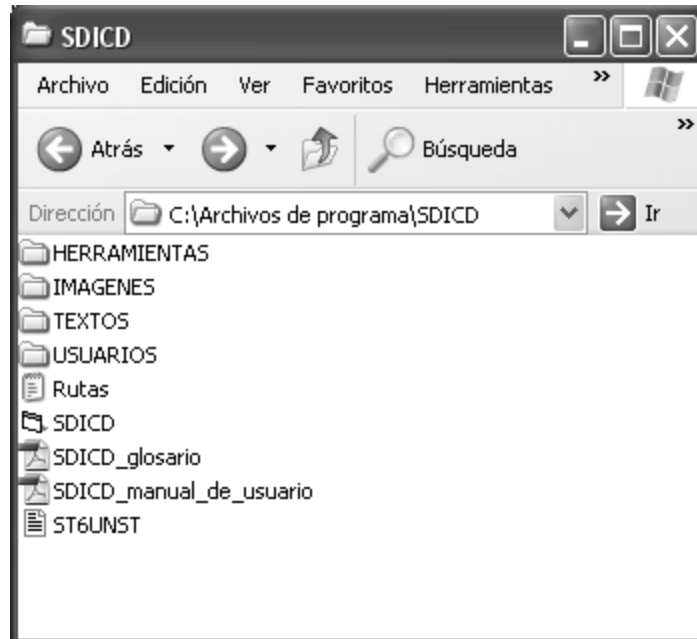 SDICD
Archivo Edición Ver Favoritos Herramientas »
Atrás Búsqueda »
Dirección C:\Archivos de programa\SDICD Ir
HERRAMIENTAS
IMAGENES
TEXTOS
USUARIOS
Rutas
SDICD
SDICD_glosario
SDICD_manual_de_usuario
ST6UNST